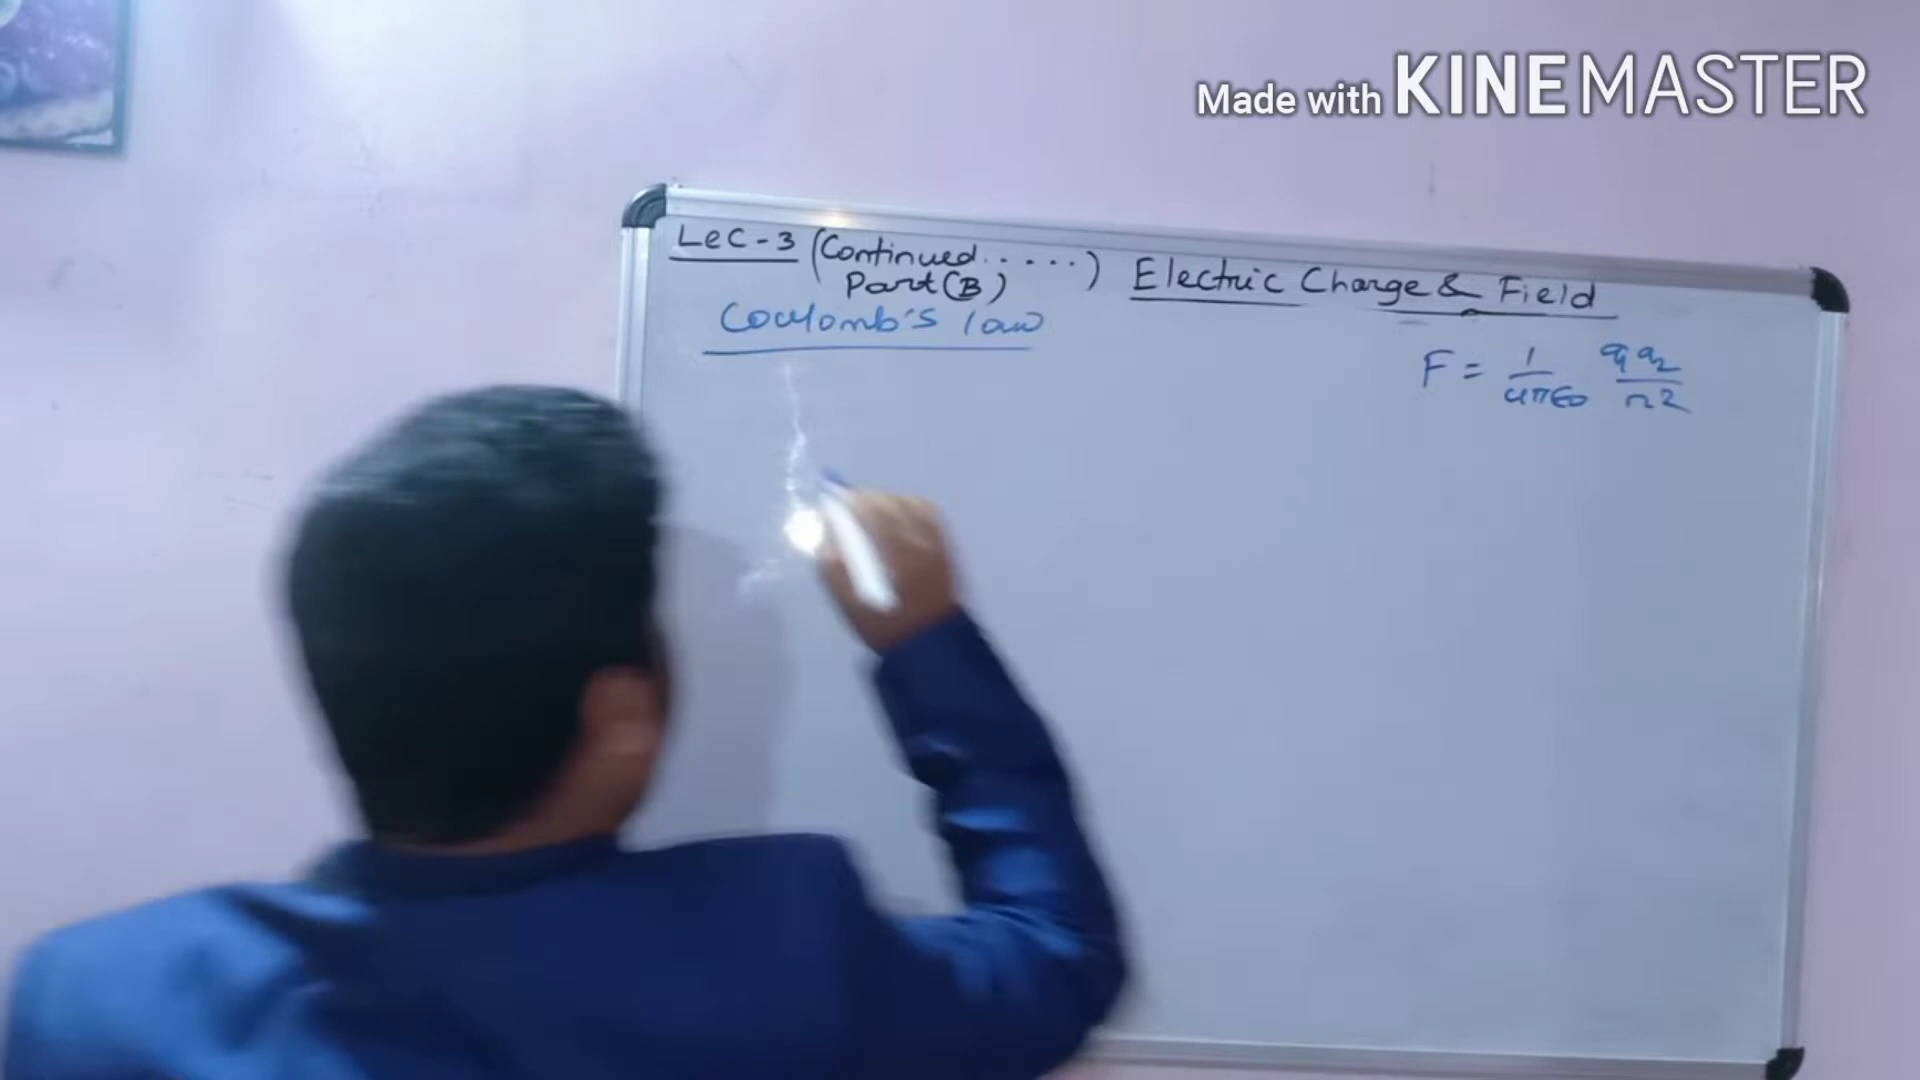 Made with KINEMASTER
Lec-3 (Continued.....) Electric Charge & Field
Part (B)
Coulomb's law
F = 1/4πϵ0 q1q2/r2